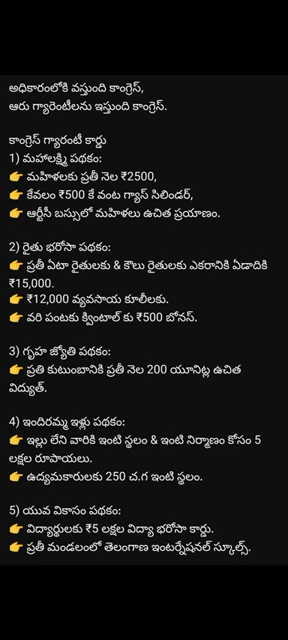 అధికారంలోకి వస్తుంది కాంగ్రెస్,
ఆరు గ్యారెంటీలను ఇస్తుంది కాంగ్రెస్.
కాంగ్రెస్ గ్యారంటీ కార్డు
1) మహాలక్ష్మి పథకం:
👉 మహిళలకు ప్రతీ నెల ₹2500,
👉 కేవలం ₹500 కే వంట గ్యాస్ సిలిండర్,
👉 ఆర్టీసీ బస్సులో మహిళలు ఉచిత ప్రయాణం.
2) రైతు భరోసా పథకం:
👉 ప్రతీ ఏటా రైతులకు & కౌలు రైతులకు ఎకరానికి ఏడాదికి
₹15,000.
👉 ₹12,000 వ్యవసాయ కూలీలకు.
👉 వరి పంటకు క్వింటాల్ కు ₹500 బోనస్.
3) గృహ జ్యోతి పథకం:
👉 ప్రతి కుటుంబానికి ప్రతీ నెల 200 యూనిట్ల ఉచిత
విద్యుత్.
4) ఇందిరమ్మ ఇళ్లు పథకం:
👉 ఇల్లు లేని వారికి ఇంటి స్థలం & ఇంటి నిర్మాణం కోసం 5
లక్షల రూపాయలు.
👉 ఉద్యమకారులకు 250 చ.గ ఇంటి స్థలం.
5) యువ వికాసం పథకం:
👉 విద్యార్థులకు ₹5 లక్షల విద్యా భరోసా కార్డు.
👉 ప్రతీ మండలంలో తెలంగాణ ఇంటర్నేషనల్ స్కూల్స్.